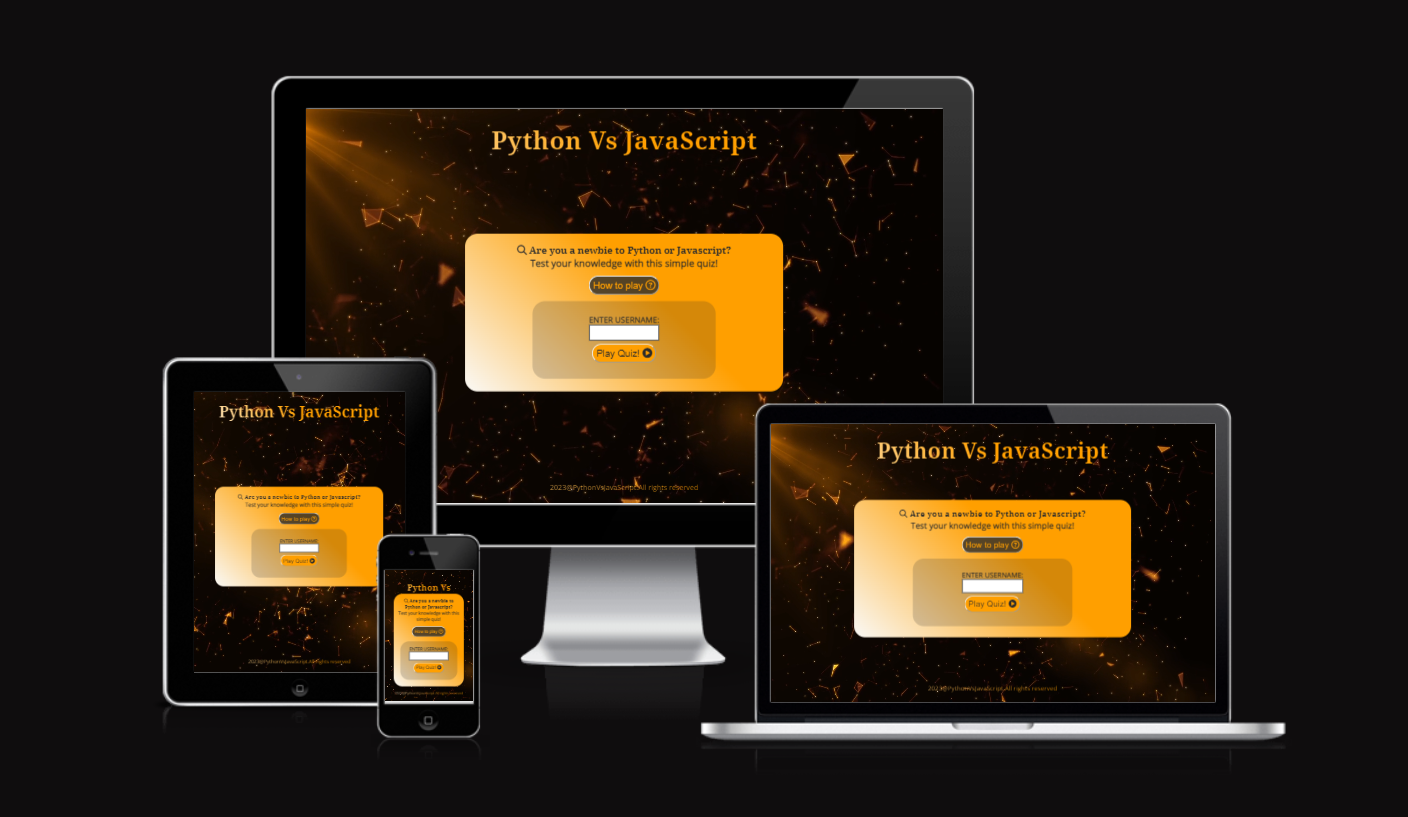 Python Vs JavaScript
Are you a newbie to Python or Javascript?
Test your knowledge with this simple quiz!
How to play
ENTER USERNAME:
Play Quiz!
2023@PythonVsJavaScript.All rights reserved
Python Vs JavaScript
Are you a newbie to Python or Javascript?
Test your knowledge with this simple quiz!
How to play
ENTER USERNAME:
Play Quiz!
2023@PythonVsJavaScript.All rights reserved
Python Vs
Are you a newbie to
Python or Javascript?
Test your knowledge with this
simple quiz!
How to play
ENTER USERNAME:
Play Quiz!
2023@PythonVsJavaScript.All rights reserved
Python Vs JavaScript
Are you a newbie to Python or Javascript?
Test your knowledge with this simple quiz!
How to play
ENTER USERNAME:
Play Quiz!
2023@PythonVsJavaScript.All rights reserved